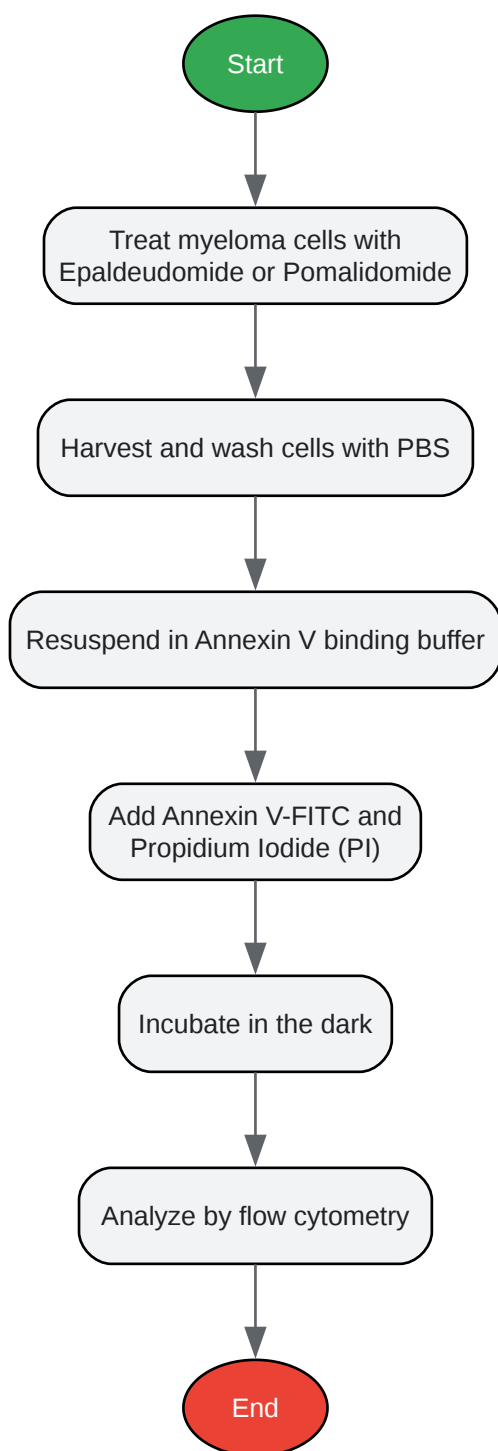 Start
Treat myeloma cells with
Epaldeudomide or Pomalidomide
Harvest and wash cells with PBS
Resuspend in Annexin V binding buffer
Add Annexin V-FITC and
Propidium Iodide (PI)
Incubate in the dark
Analyze by flow cytometry
End